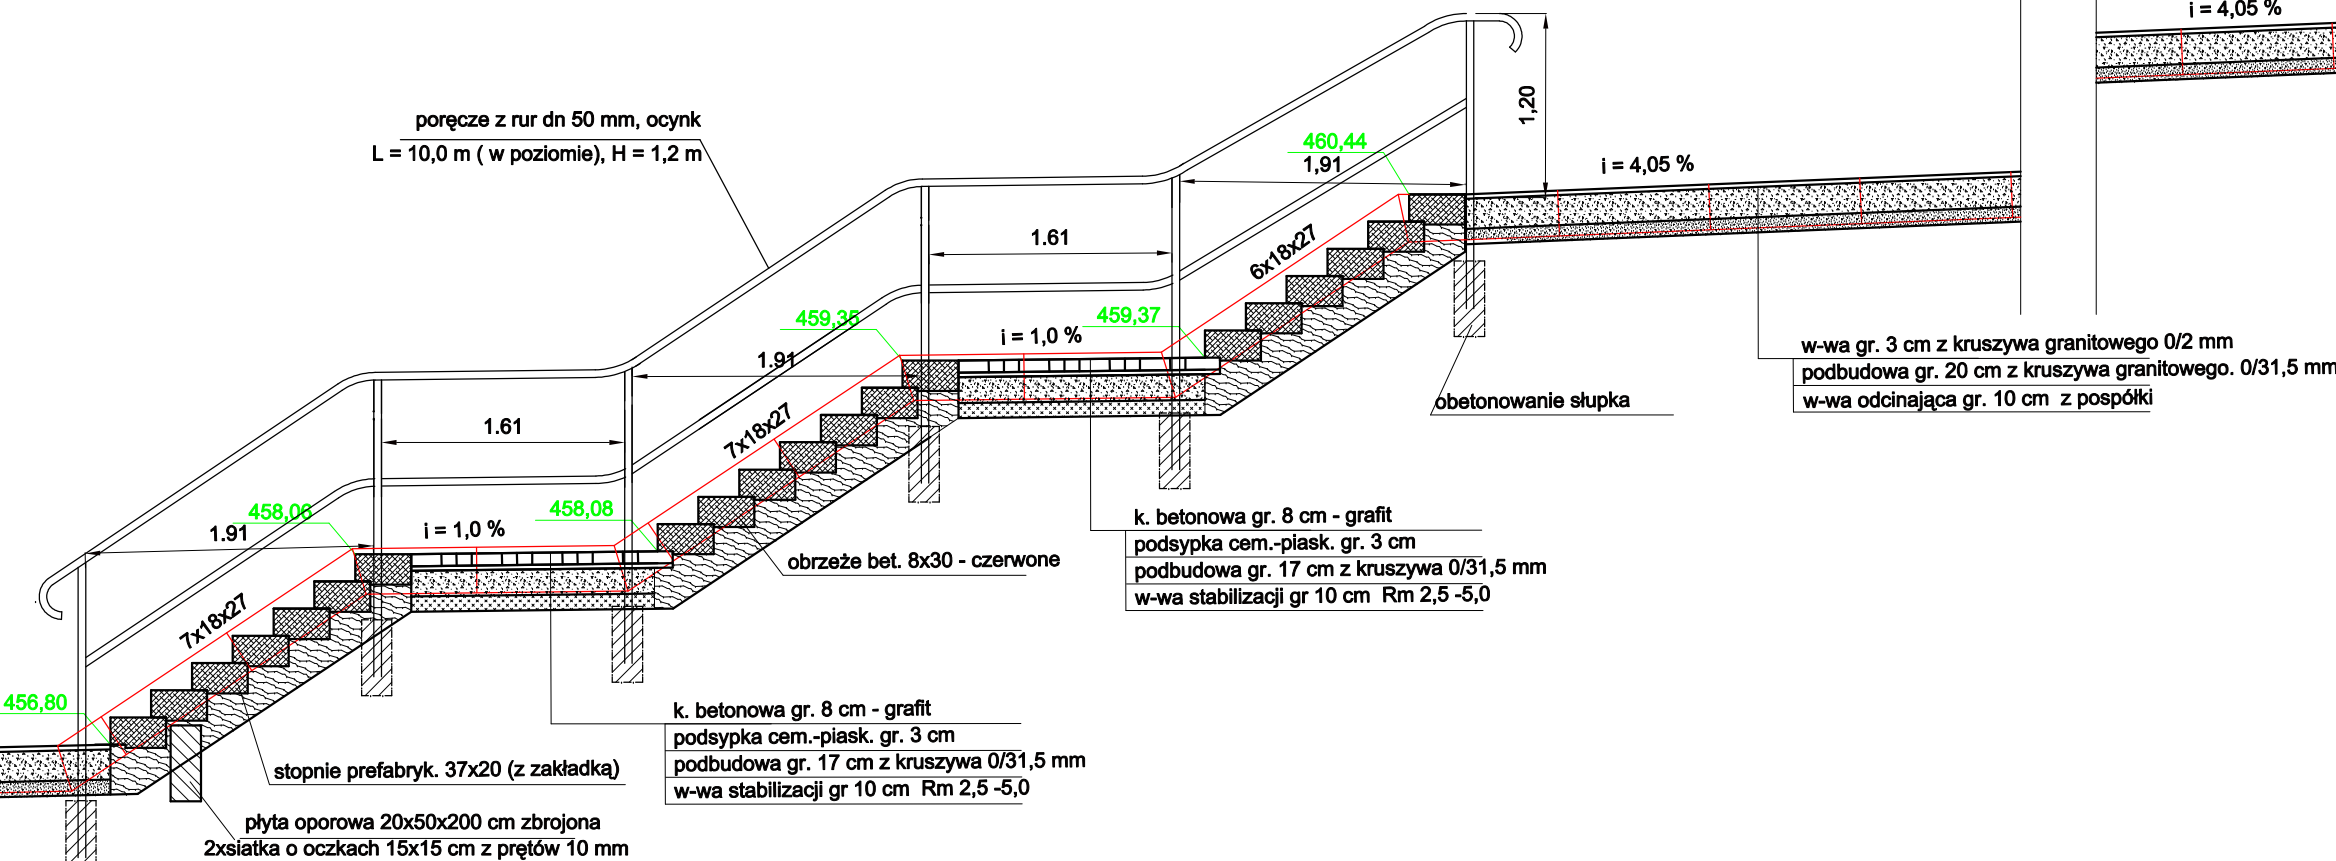 i = 4,05 %
poręcze z rur dn 50 mm, ocynk
L = 10,0 m ( w poziomie), H = 1,2 m
1,20
460,44
1,91
i = 4,05 %
1.61
6x18x27
459,35
i = 1,0 %
459,37
1.91
w-wa gr. 3 cm z kruszywa granitowego 0/2 mm
podbudowa gr. 20 cm z kruszywa granitowego. 0/31,5 mm
w-wa odcinająca gr. 10 cm z pospółki
obetonowanie słupka
7x18x27
1.61
458,06
i = 1,0 %
458,08
1.91
k. betonowa gr. 8 cm - grafit
podsypka cem.-piask. gr. 3 cm
podbudowa gr. 17 cm z kruszywa 0/31,5 mm
w-wa stabilizacji gr 10 cm Rm 2,5 -5,0
obrzeże bet. 8x30 - czerwone
7x18x27
456,80
k. betonowa gr. 8 cm - grafit
podsypka cem.-piask. gr. 3 cm
podbudowa gr. 17 cm z kruszywa 0/31,5 mm
w-wa stabilizacji gr 10 cm Rm 2,5 -5,0
stopnie prefabryk. 37x20 (z zakładką)
płyta oporowa 20x50x200 cm zbrojona
2xsiatka o oczkach 15x15 cm z prętów 10 mm